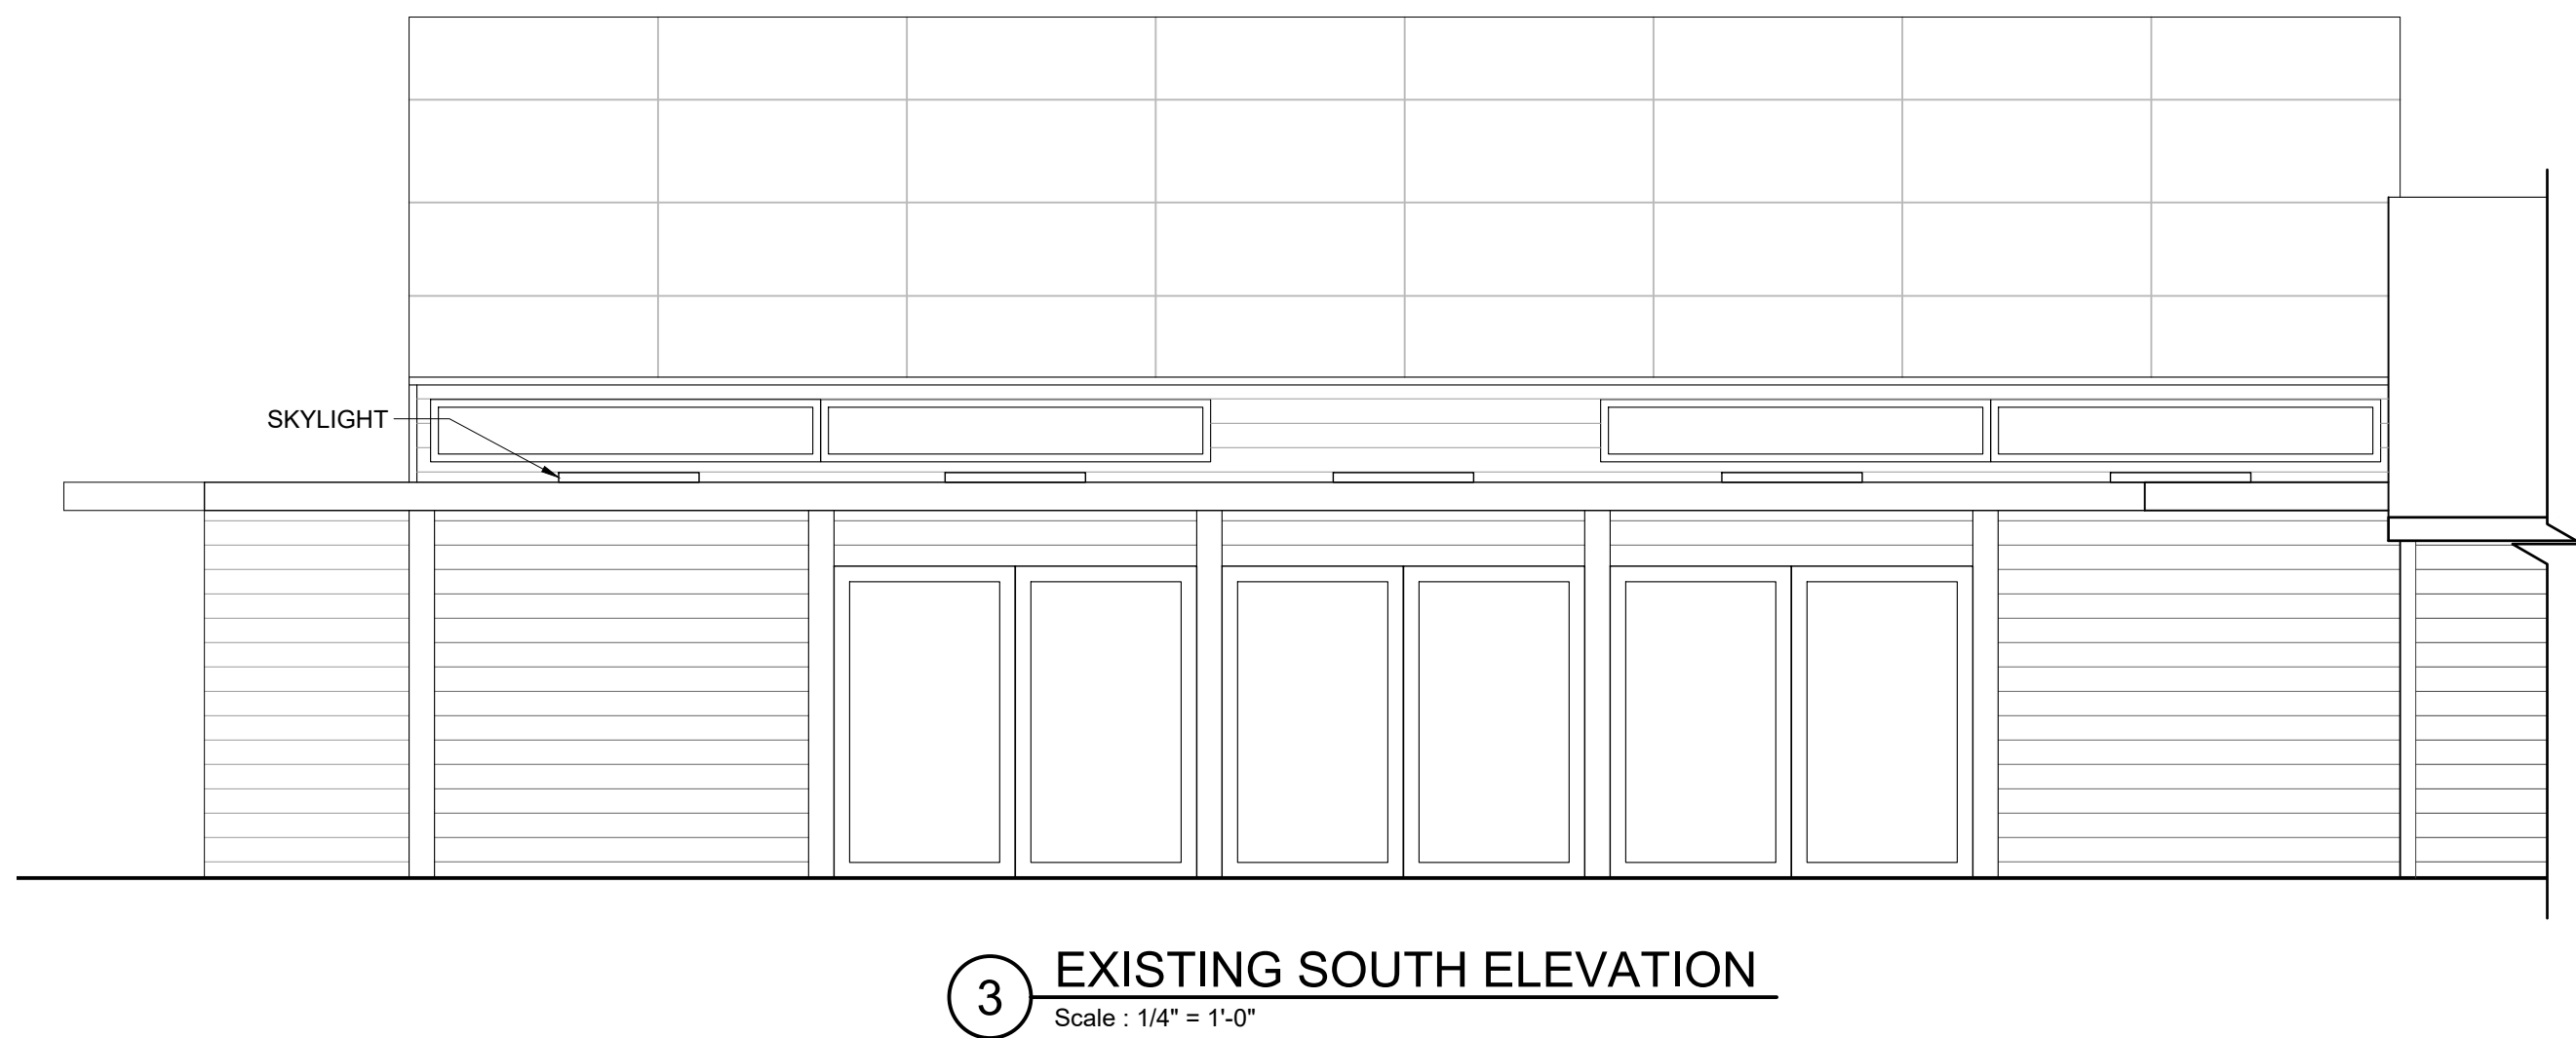 SKYLIGHT
3
EXISTING SOUTH ELEVATION
Scale : 1/4" = 1'-0"